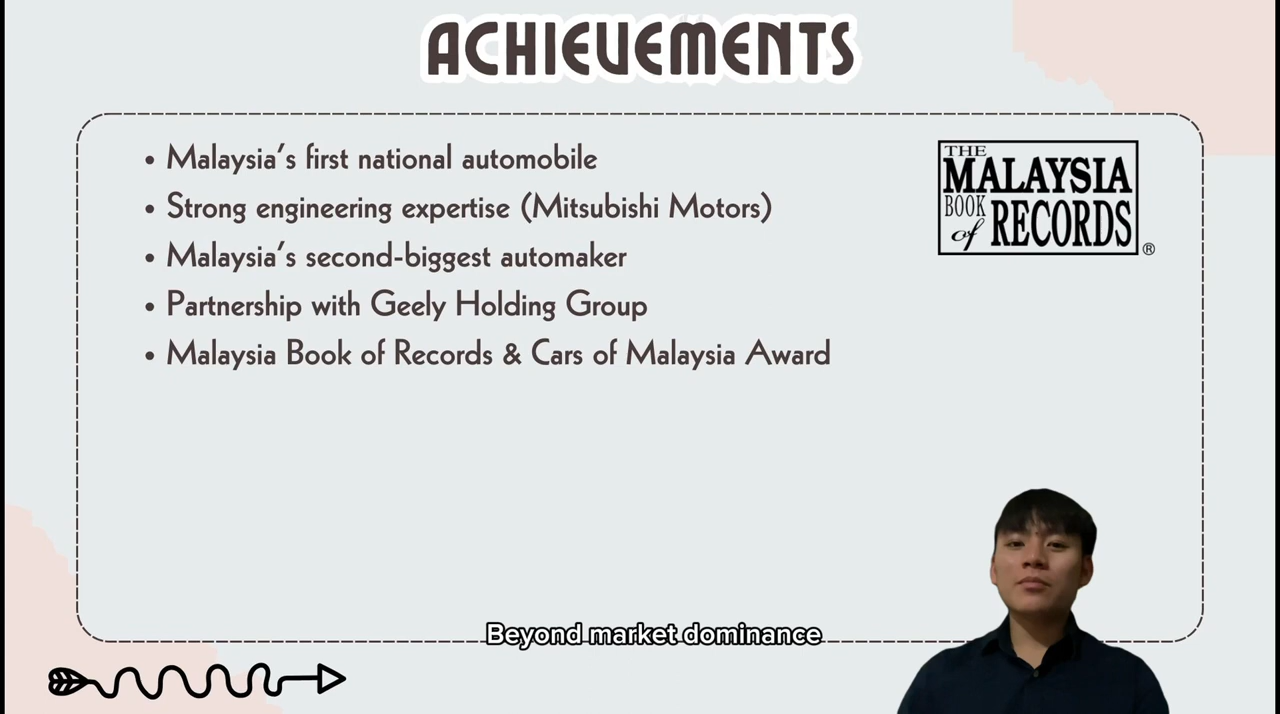 ACHIEVEMENTS
• Malaysia's first national automobile
• Strong engineering expertise (Mitsubishi Motors)
• Malaysia's second-biggest automaker
• Partnership with Geely Holding Group
• Malaysia Book of Records & Cars of Malaysia Award
THE
MALAYSIA
BOOK of RECORDS®
Beyond market dominance